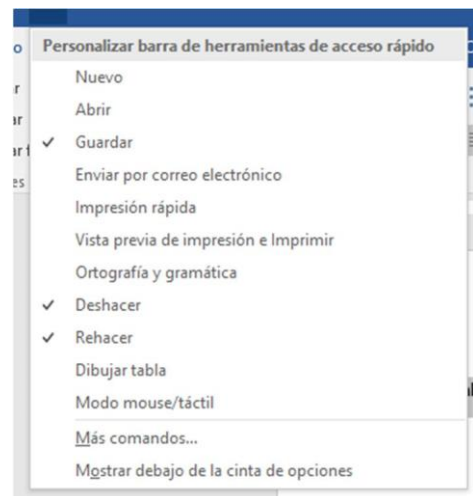 Personalizar barra de herramientas de acceso rápido
Nuevo
Abrir
Guardar
Enviar por correo electrónico
Impresión rápida
Vista previa de impresión e Imprimir
Ortografía y gramática
Deshacer
Rehacer
Dibujar tabla
Modo mouse/táctil
Más comandos...
Mostrar debajo de la cinta de opciones